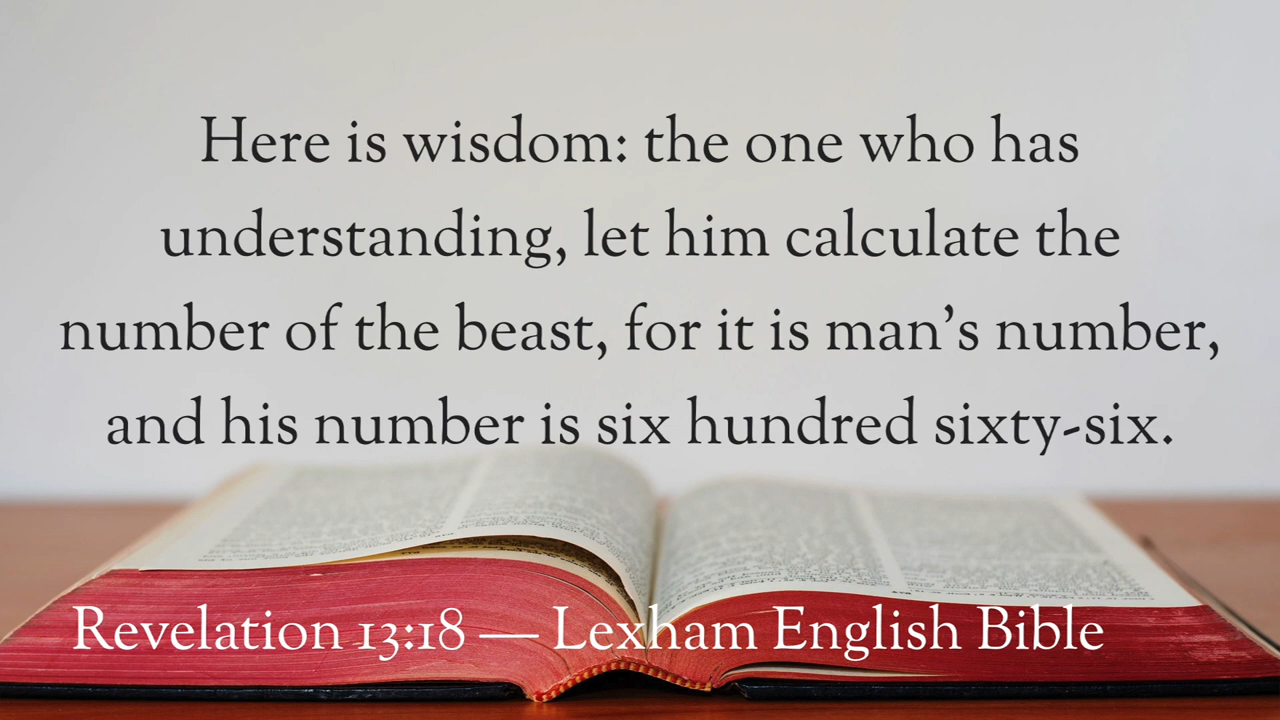 Here is wisdom: the one who has
understanding, let him calculate the
number of the beast, for it is man’s number,
and his number is six hundred sixty-six.
Revelation 13:18 — Lexham English Bible